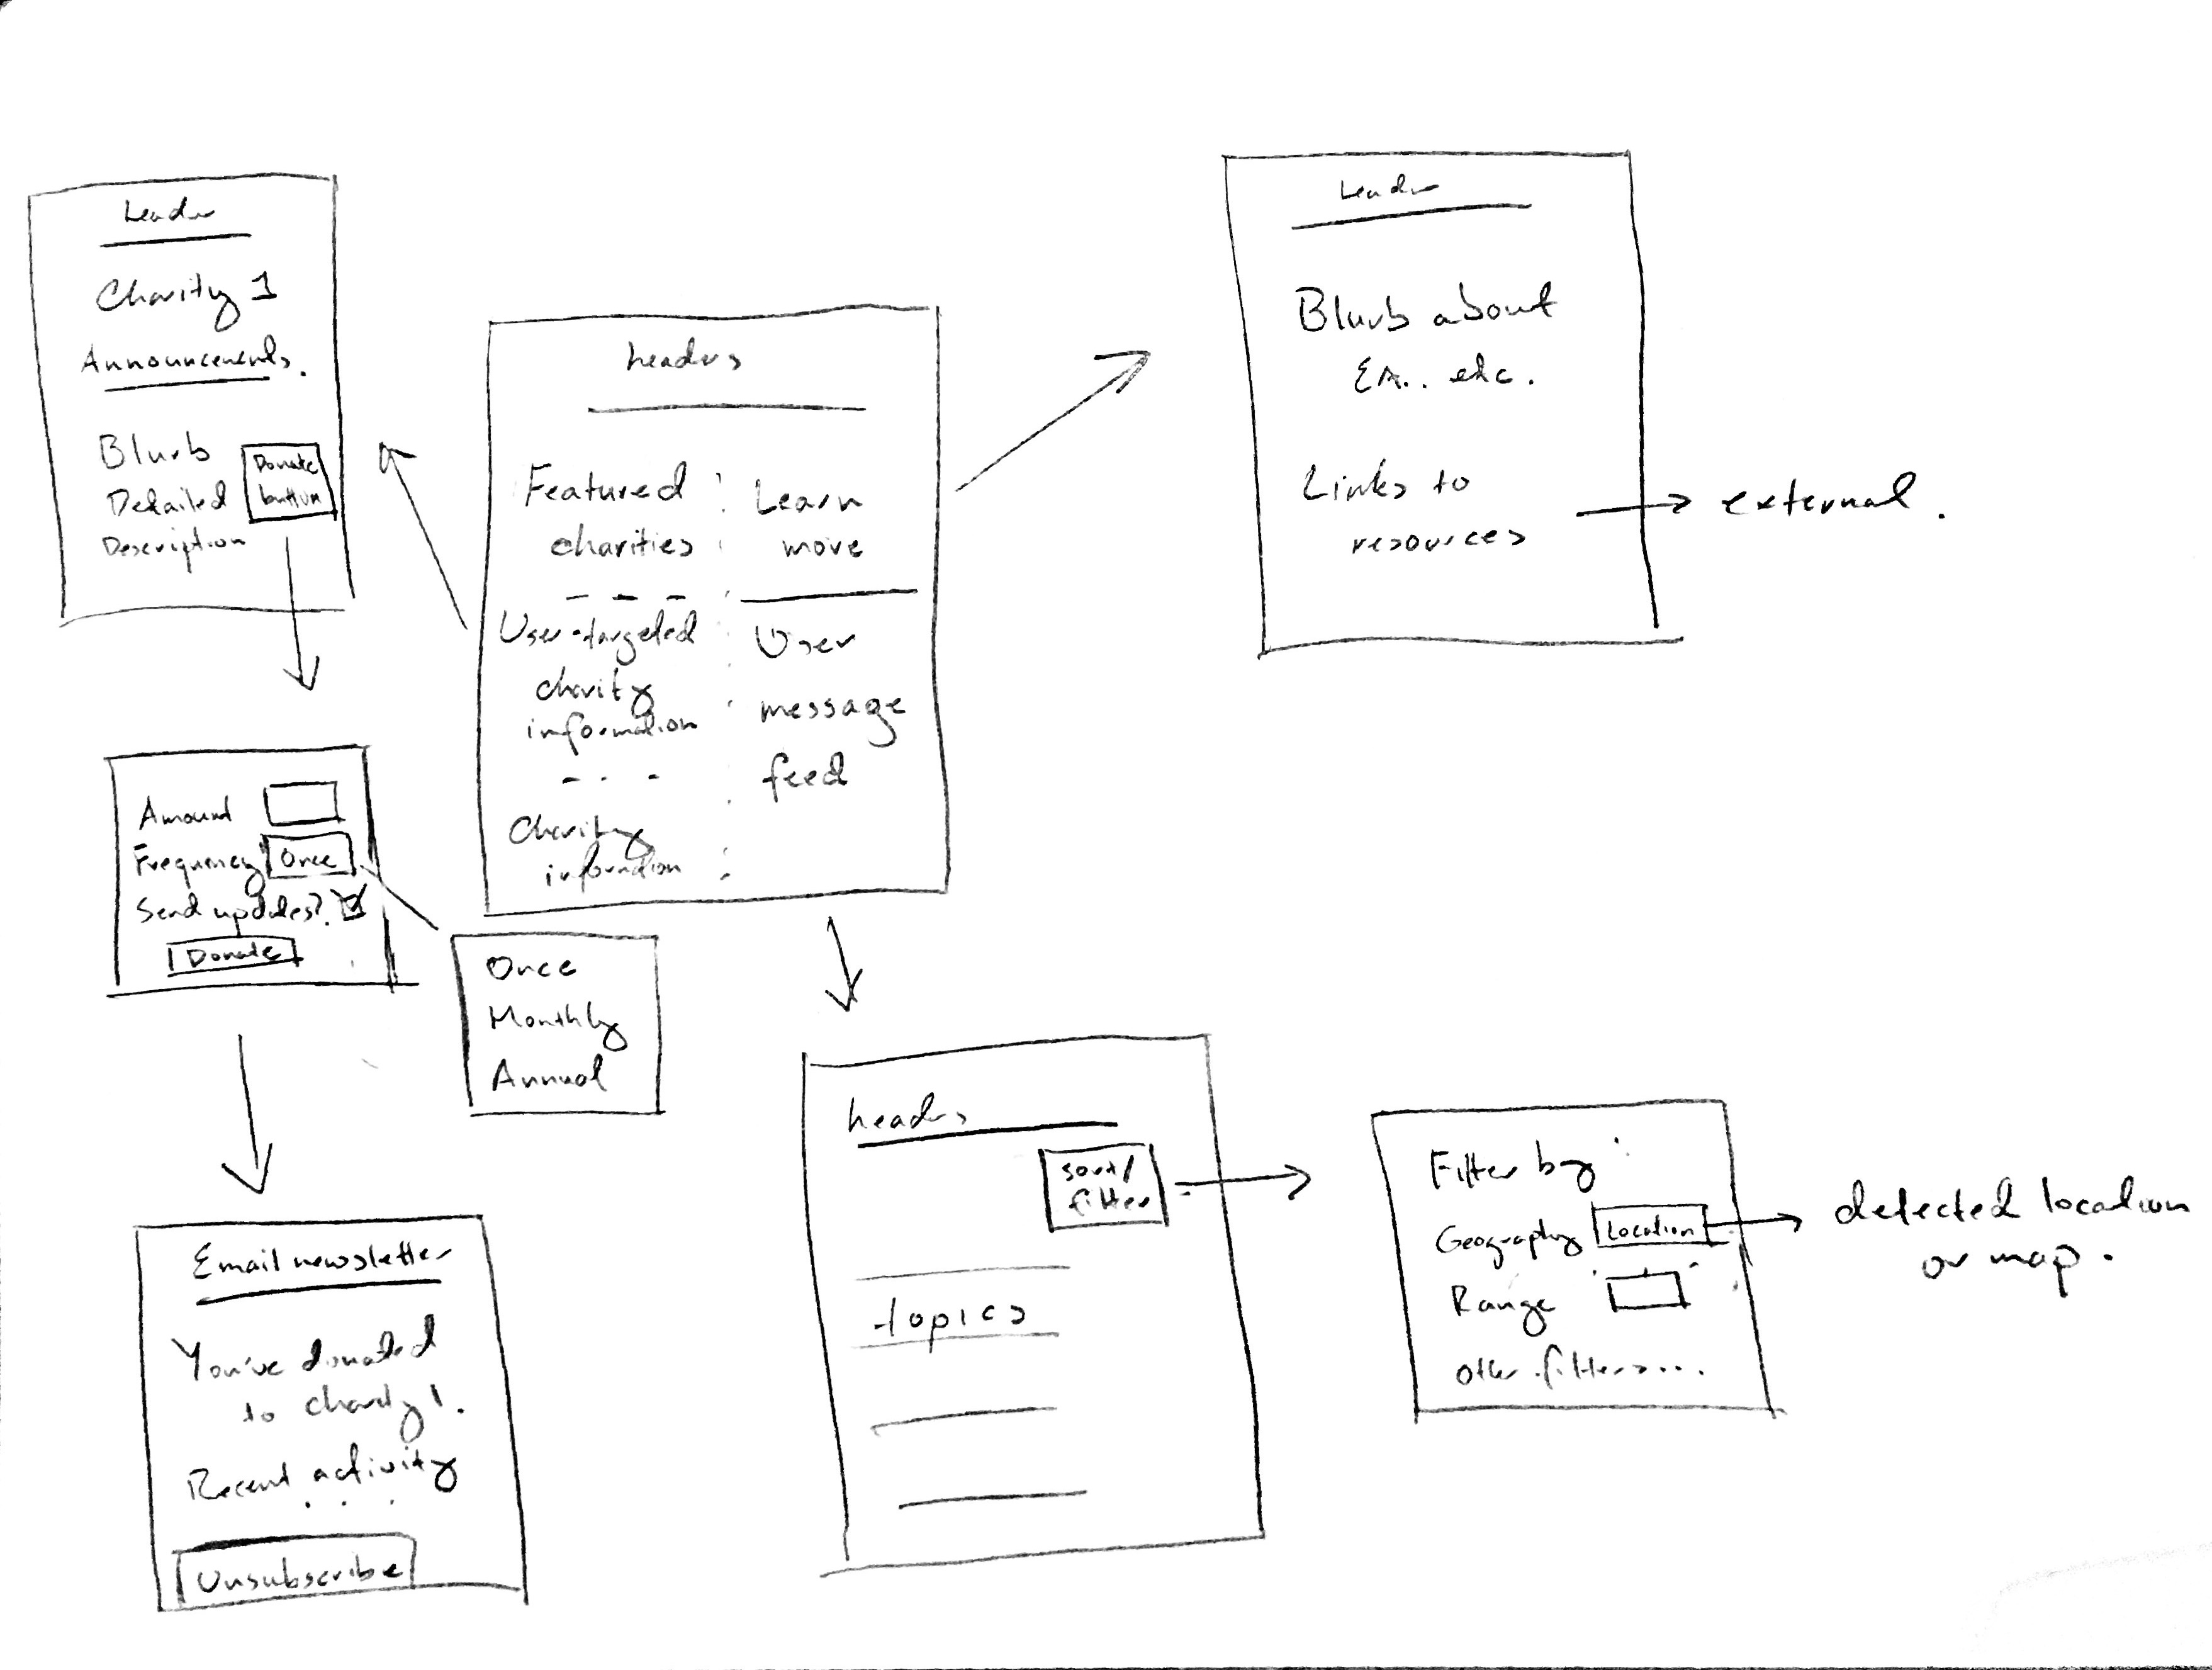 header
Charity 1
Announcements.
Blurb
Detailed
Description
Donate
button
headers
Featured
charities
User-targeted
charity
information
Charity
information
Learn
more
User
message
feed
header
Blurb about
EA.. etc.
Links to
resources
external.
Amount
Frequency Once
Send updates?
Donate
Once
Monthly
Annual
Email newsletter
You've donated
to charity 1.
Recent activity
Unsubscribe
headers
sort/
filter
topics
Filter by:
Geography Location
Range
other filters...
detected location
or map.